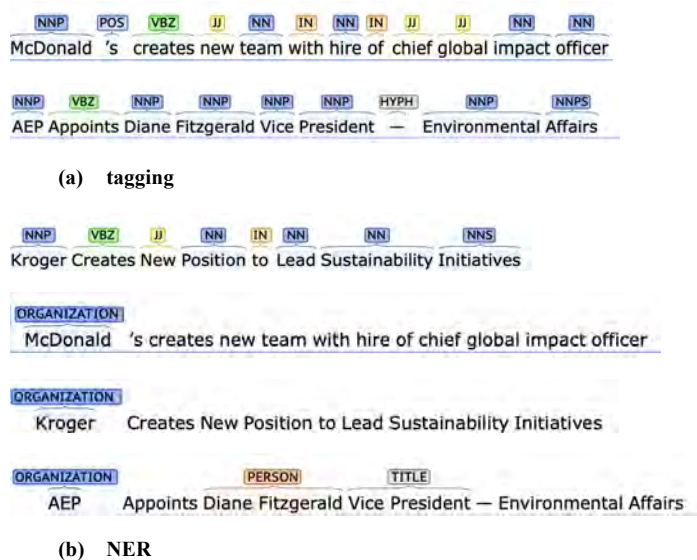 NNP POS VBZ JJ NN IN NN IN JJ JJ NN NN
McDonald 's creates new team with hire of chief global impact officer
NNP VBZ NNP NNP NNP NNP HYPH NNP NNPS
AEP Appoints Diane Fitzgerald Vice President — Environmental Affairs
(a) tagging
NNP VBZ JJ NN IN NN NN NNS
Kroger Creates New Position to Lead Sustainability Initiatives
ORGANIZATION
McDonald 's creates new team with hire of chief global impact officer
ORGANIZATION
Kroger Creates New Position to Lead Sustainability Initiatives
ORGANIZATION PERSON TITLE
AEP Appoints Diane Fitzgerald Vice President — Environmental Affairs
(b) NER